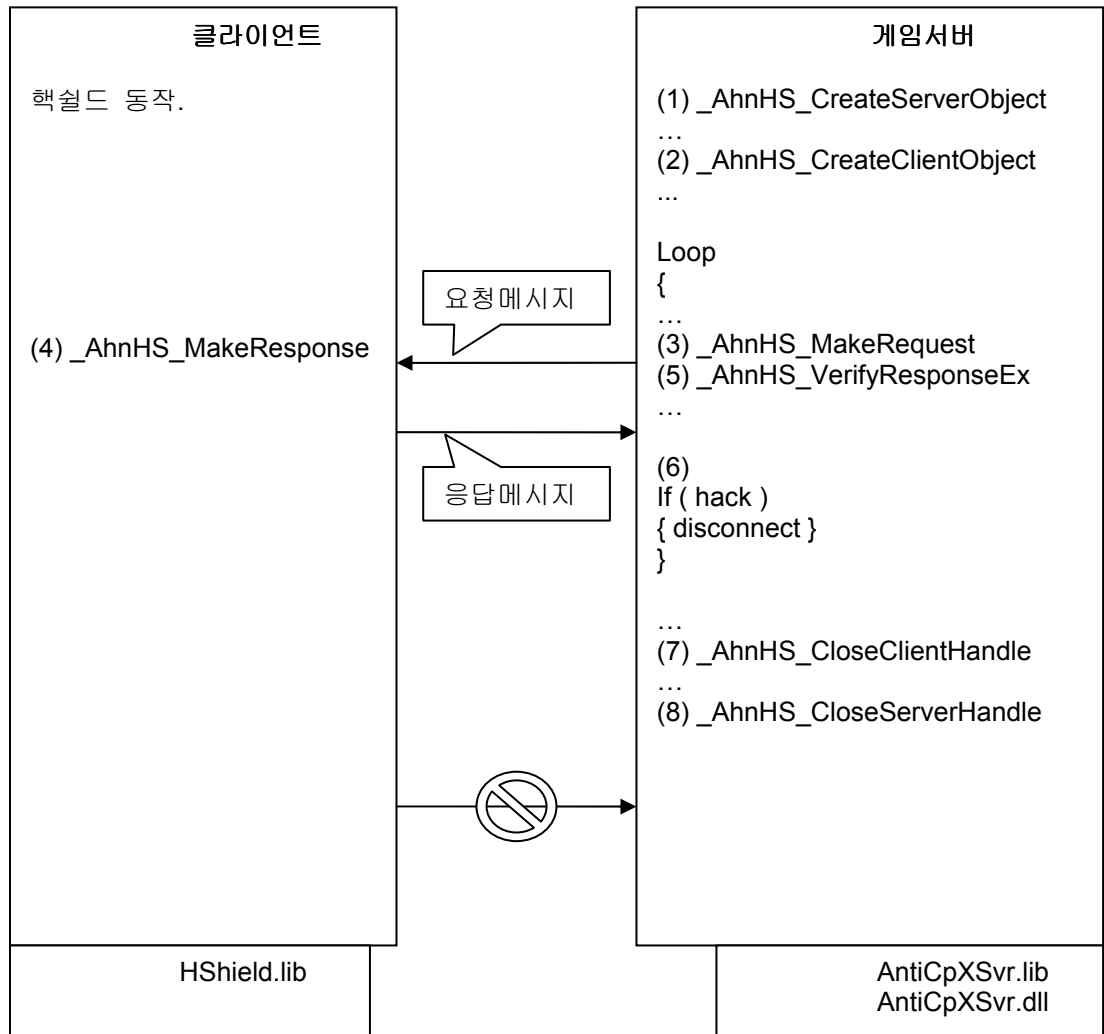 클라이언트
핵쉴드 동작.
(4) _AhnHS_MakeResponse
HShield.lib
요청메시지
응답메시지
게임서버
(1) _AhnHS_CreateServerObject
…
(2) _AhnHS_CreateClientObject
...
Loop
{
…
(3) _AhnHS_MakeRequest
(5) _AhnHS_VerifyResponseEx
…
(6)
If ( hack )
{ disconnect }
}
…
(7) _AhnHS_CloseClientHandle
…
(8) _AhnHS_CloseServerHandle
AntiCpXSvr.lib
AntiCpXSvr.dll